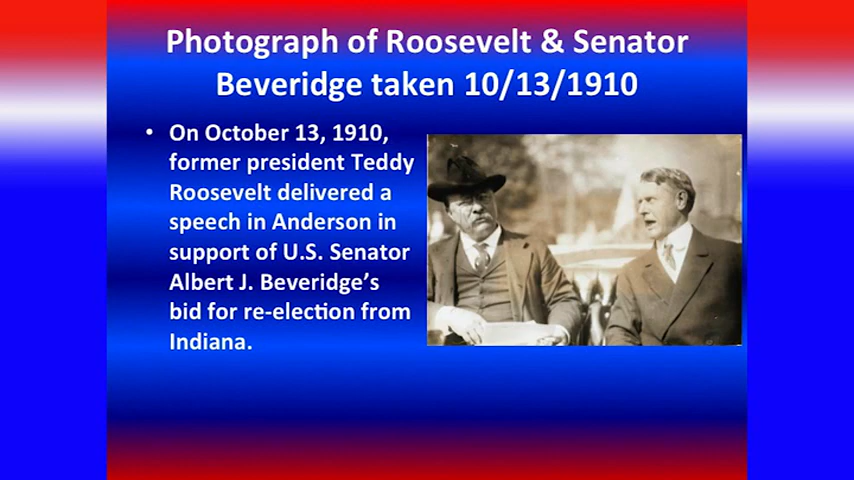 Photograph of Roosevelt & Senator
Beveridge taken 10/13/1910
• On October 13, 1910,
former president Teddy
Roosevelt delivered a
speech in Anderson in
support of U.S. Senator
Albert J. Beveridge's
bid for re-election from
Indiana.